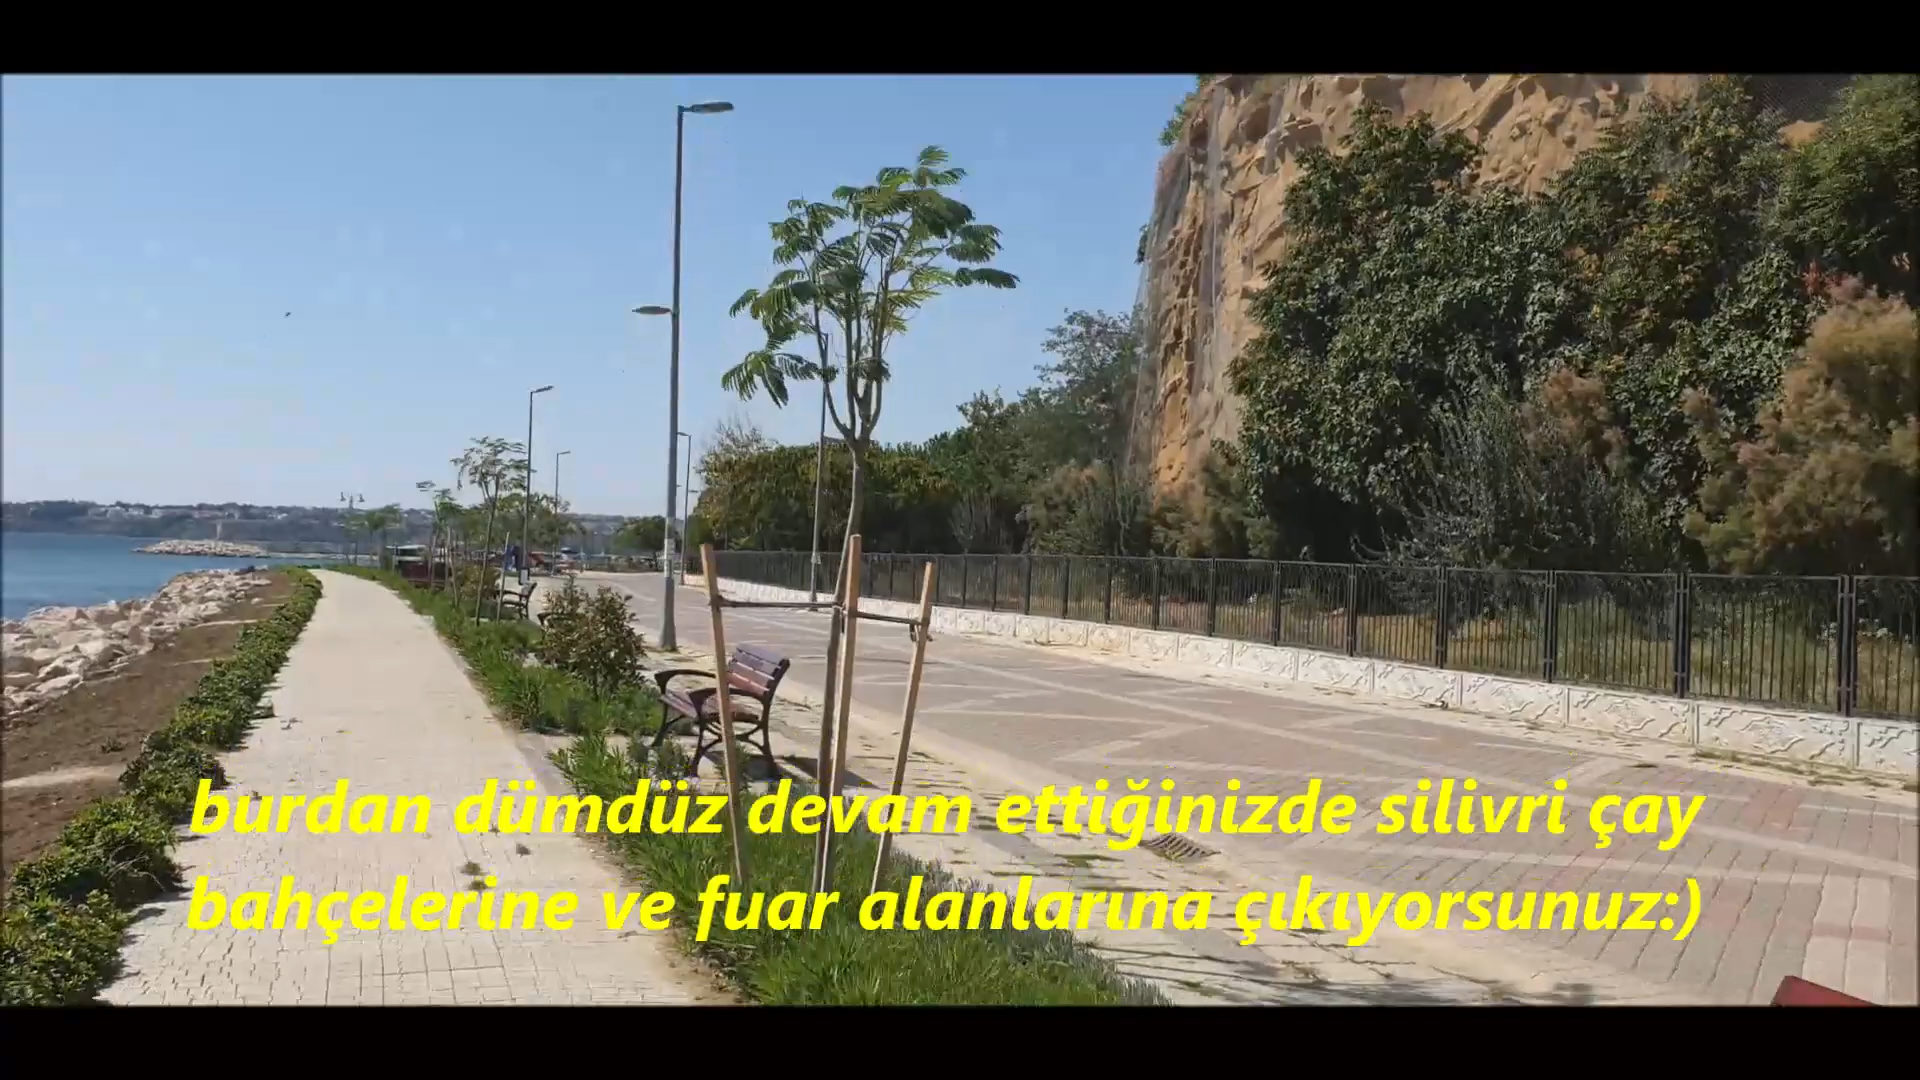 burdan dümdüz devam ettiğinizde silivri çay
bahçelerine ve fuar alanlarına çıkıyorsunuz:)